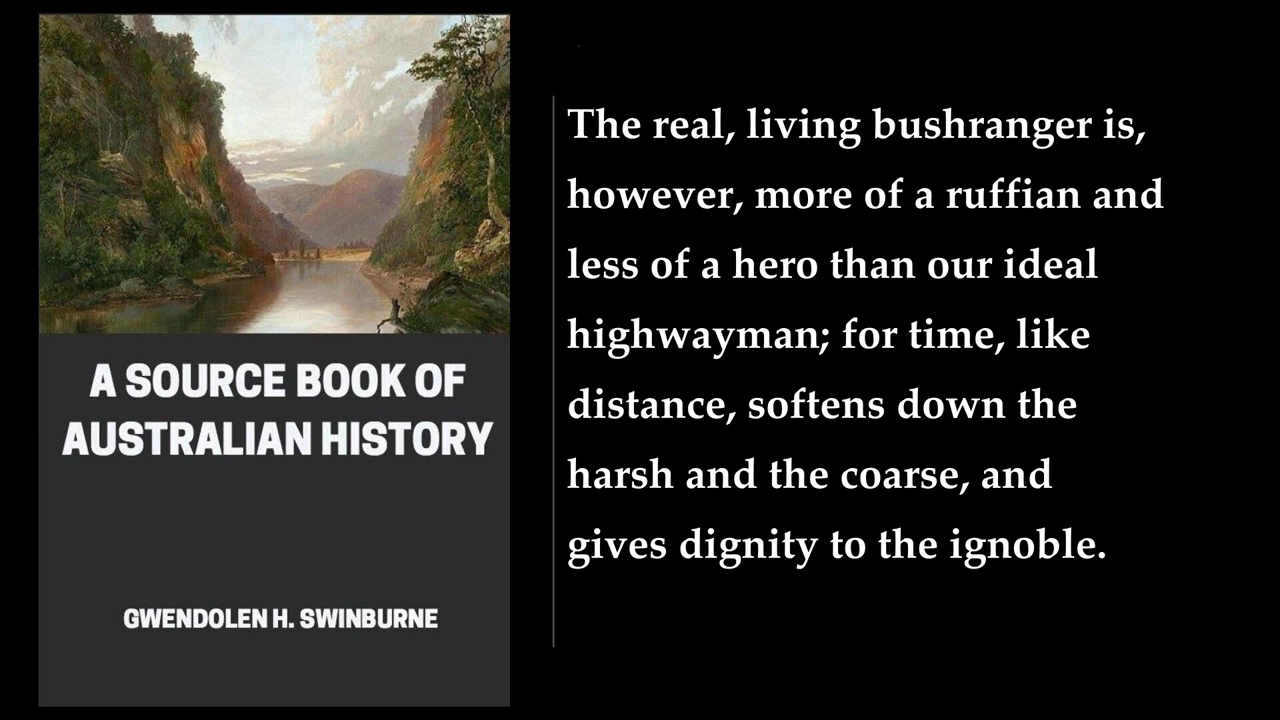 A SOURCE BOOK OF
AUSTRALIAN HISTORY
GWENDOLEN H. SWINBURNE
The real, living bushranger is,
however, more of a ruffian and
less of a hero than our ideal
highwayman; for time, like
distance, softens down the
harsh and the coarse, and
gives dignity to the ignoble.